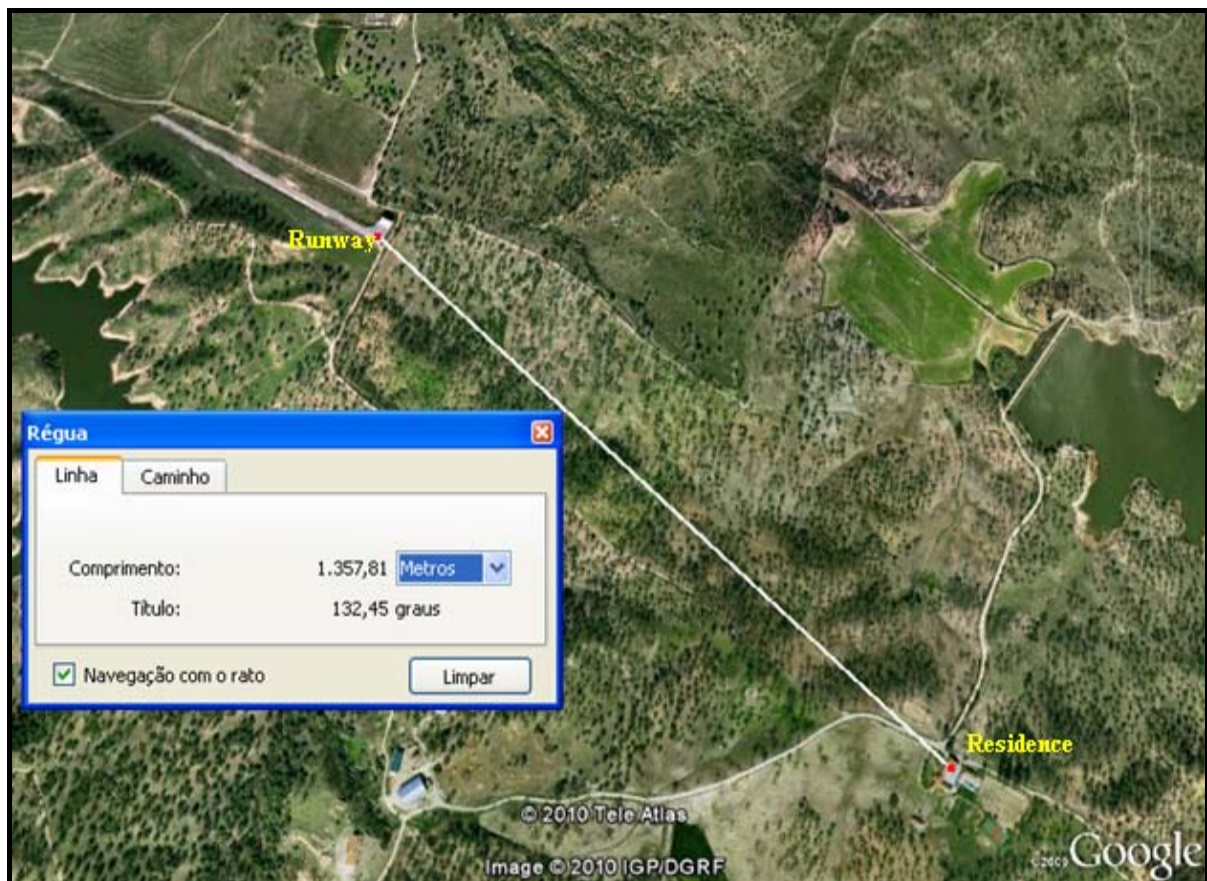 Runway
Régua
Linha Caminho
Comprimento: 1.357,81 Metros
Título: 132,45 graus
Navegação com o rato Limpar
Residence
© 2010 Tele Atlas
Image © 2010 IGP/DGRF
©2009 Google